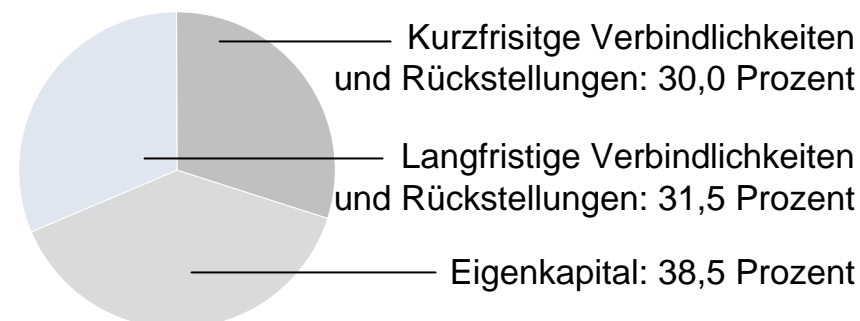 Kurzfrisitge Verbindlichkeiten
und Rückstellungen: 30,0 Prozent
Langfristige Verbindlichkeiten
und Rückstellungen: 31,5 Prozent
Eigenkapital: 38,5 Prozent